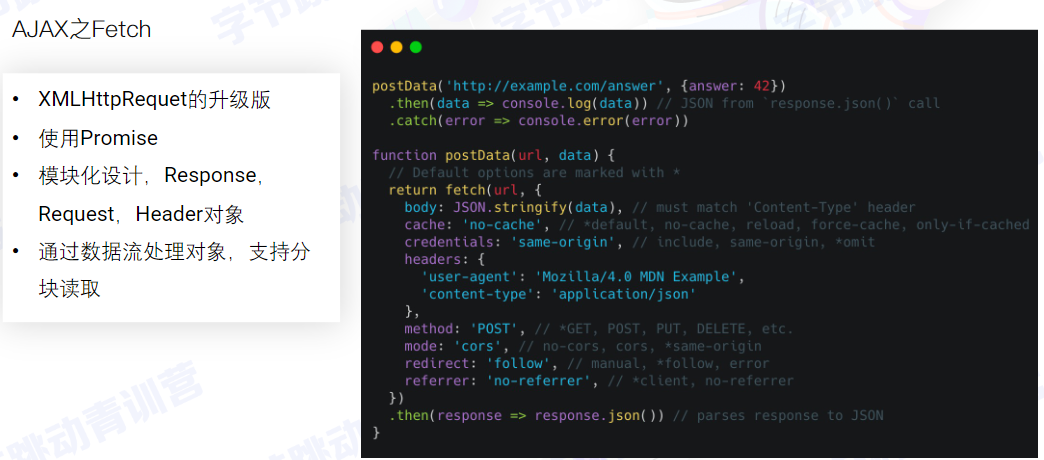 字节跳动
AJAX之Fetch
• XMLHttpRequet的升级版
• 使用Promise
• 模块化设计，Response，
Request，Header对象
• 通过数据流处理对象，支持分
块读取
postData('http://example.com/answer', {answer: 42})
.then(data => console.log(data)) // JSON from `response.json()` call
.catch(error => console.error(error))
function postData(url, data) {
// Default options are marked with *
return fetch(url, {
body: JSON.stringify(data), // must match 'Content-Type' header
cache: 'no-cache', // *default, no-cache, reload, force-cache, only-if-cached
credentials: 'same-origin', // include, same-origin, *omit
headers: {
'user-agent': 'Mozilla/4.0 MDN Example',
'content-type': 'application/json'
},
method: 'POST', // *GET, POST, PUT, DELETE, etc.
mode: 'cors', // no-cors, cors, *same-origin
redirect: 'follow', // manual, *follow, error
referrer: 'no-referrer', // *client, no-referrer
})
.then(response => response.json()) // parses response to JSON
}
跳动青训营